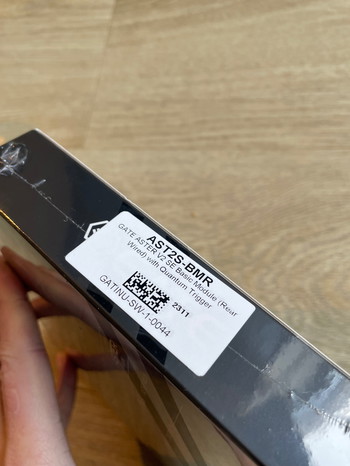 AST2S-BMR
GATE ASTER V2 SE Basic Module (Rear
Wired) with Quantum Trigger
2311
GATINU-SW-1-0044